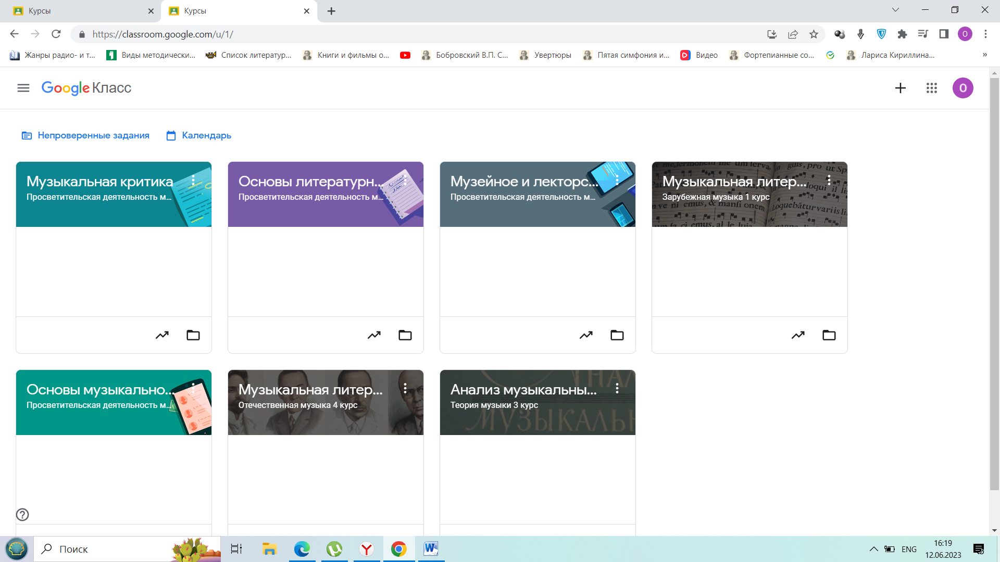 Курсы
Курсы
https://classroom.google.com/u/1/
О
Жанры радио- и т...
Виды методически...
Список литератур...
Книги и фильмы о...
Бобровский В.П. С...
Увертюры
Пятая симфония и...
Видео
Фортепианные со...
Лариса Кириллина...
»
Google Класс
О
Непроверенные задания
Календарь
Музыкальная критика
Просветительская деятельность м...
Основы литературн...
Просветительская деятельность м...
Музейное и лекторс...
Просветительская деятельность м...
Музыкальная литер...
Зарубежная музыка 1 курс
Основы музыкально...
Просветительская деятельность м...
Музыкальная литер...
Отечественная музыка 4 курс
Анализ музыкальны...
Теория музыки 3 курс
Поиск
ENG
16:19
12.06.2023